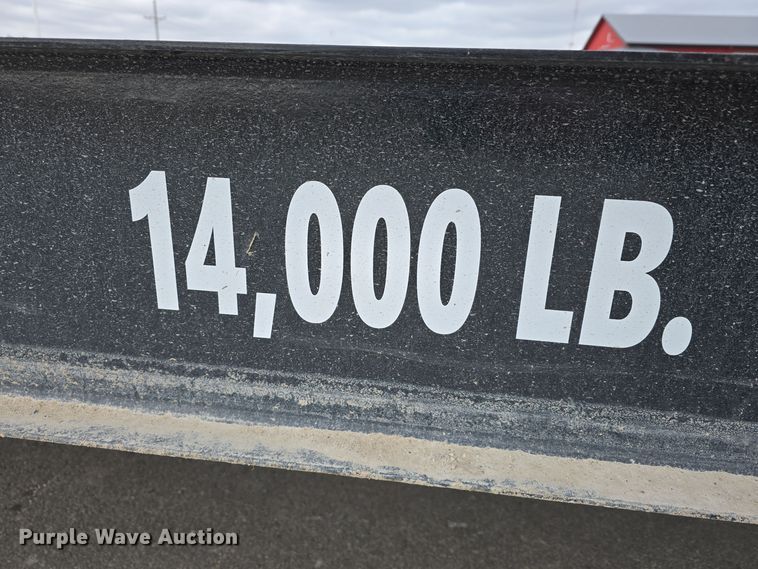 14,000 LB.
Purple Wave Auction